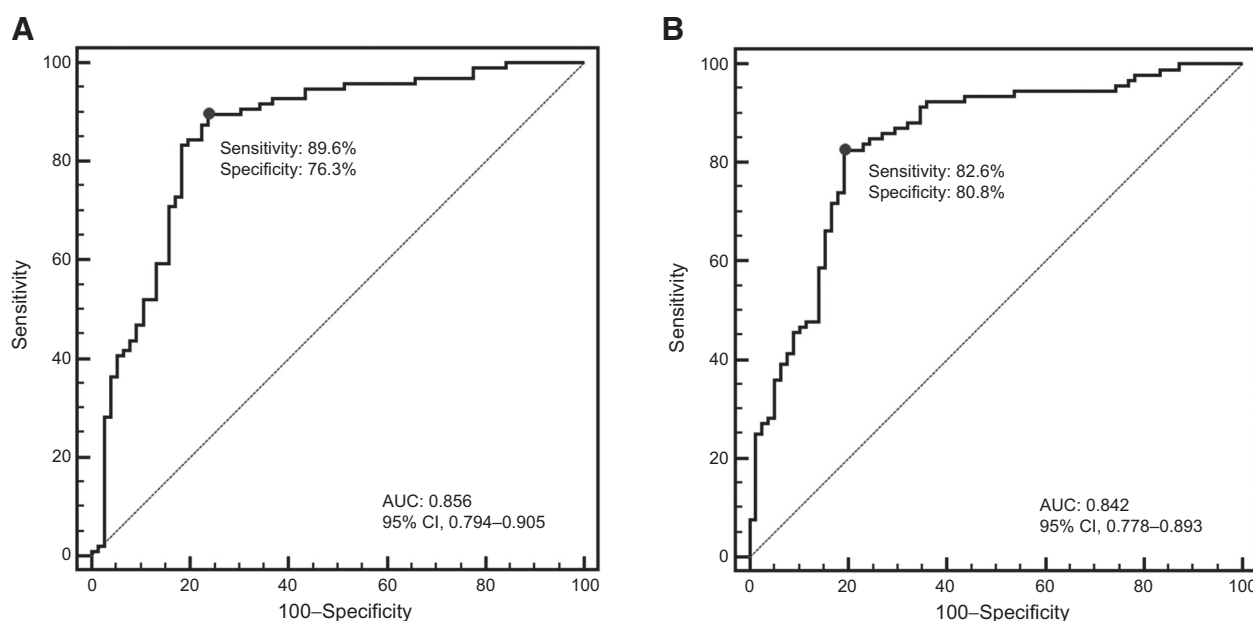 A
100
80
60
40
20
0
Sensitivity
Sensitivity: 89.6%
Specificity: 76.3%
AUC: 0.856
95% CI, 0.794–0.905
0 20 40 60 80 100
100–Specificity
B
100
80
60
40
20
0
Sensitivity
Sensitivity: 82.6%
Specificity: 80.8%
AUC: 0.842
95% CI, 0.778–0.893
0 20 40 60 80 100
100–Specificity